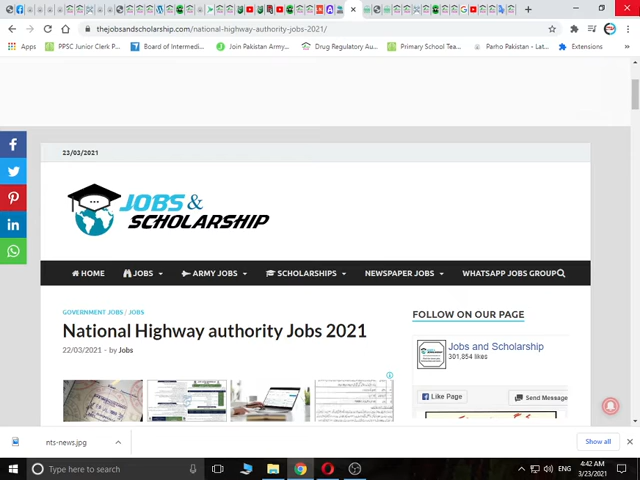 thejobsandscholarship.com/national-highway-authority-jobs-2021/
Apps
PPSC Junior Clerk P...
Board of Intermedi...
Join Pakistan Army...
Drug Regulatory Au...
Primary School Tea...
Parho Pakistan - Lat...
Extensions
23/03/2021
JOBS &
SCHOLARSHIP
HOME
JOBS
ARMY JOBS
SCHOLARSHIPS
NEWSPAPER JOBS
WHATSAPP JOBS GROUP
GOVERNMENT JOBS / JOBS
National Highway authority Jobs 2021
22/03/2021 - by Jobs
FOLLOW ON OUR PAGE
Jobs and Scholarship
301,854 likes
Like Page
Send Message
nts-news.jpg
Show all
Type here to search
ENG
4:42 AM
3/23/2021